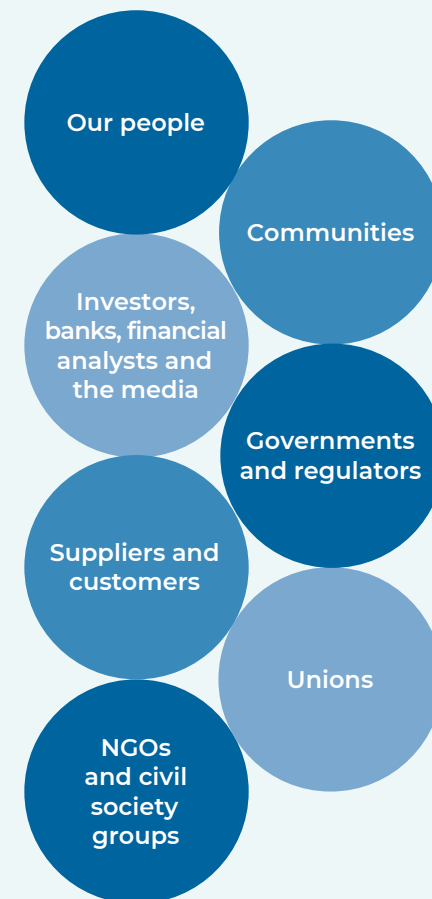 Our people
Communities
Investors,
banks, financial
analysts and
the media
Governments
and regulators
Suppliers and
customers
Unions
NGOs
and civil
society
groups